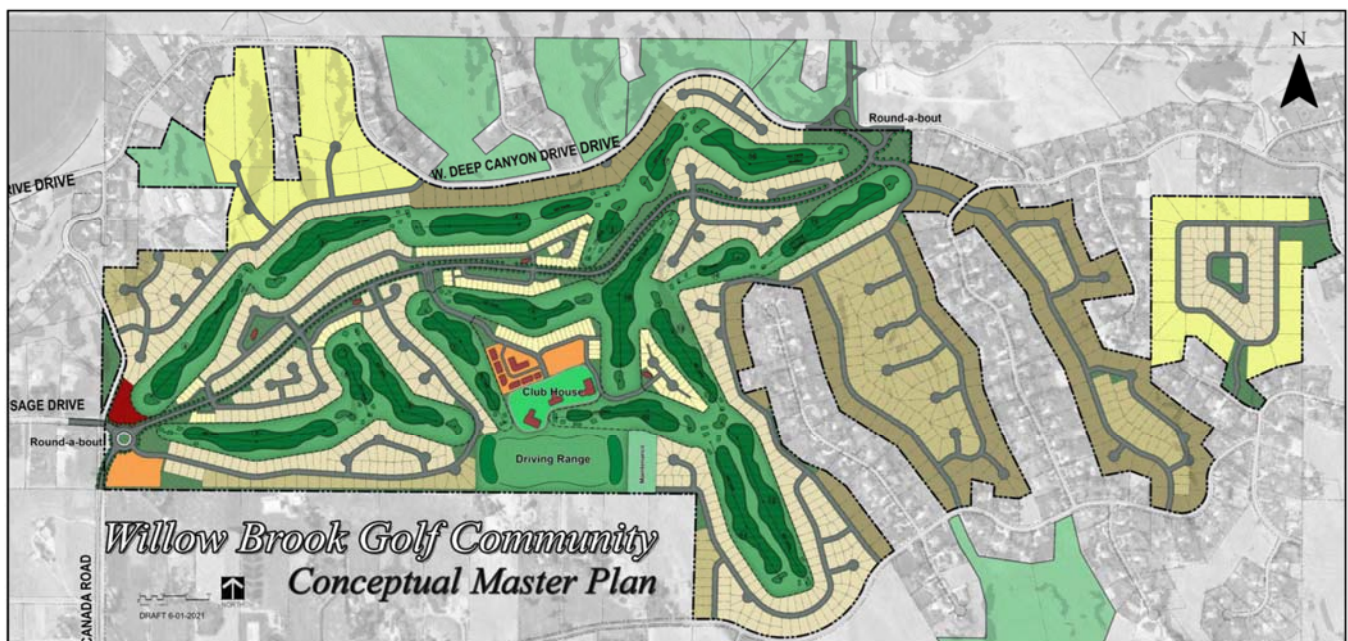 N
Round-a-bout
W. DEEP CANYON DRIVE DRIVE
RIVE DRIVE
SAGE DRIVE
Round-a-bout
Club House
Driving Range
Maintenance
Willow Brook Golf Community
Conceptual Master Plan
NORTH
DRAFT 6-01-2021
CANADA ROAD